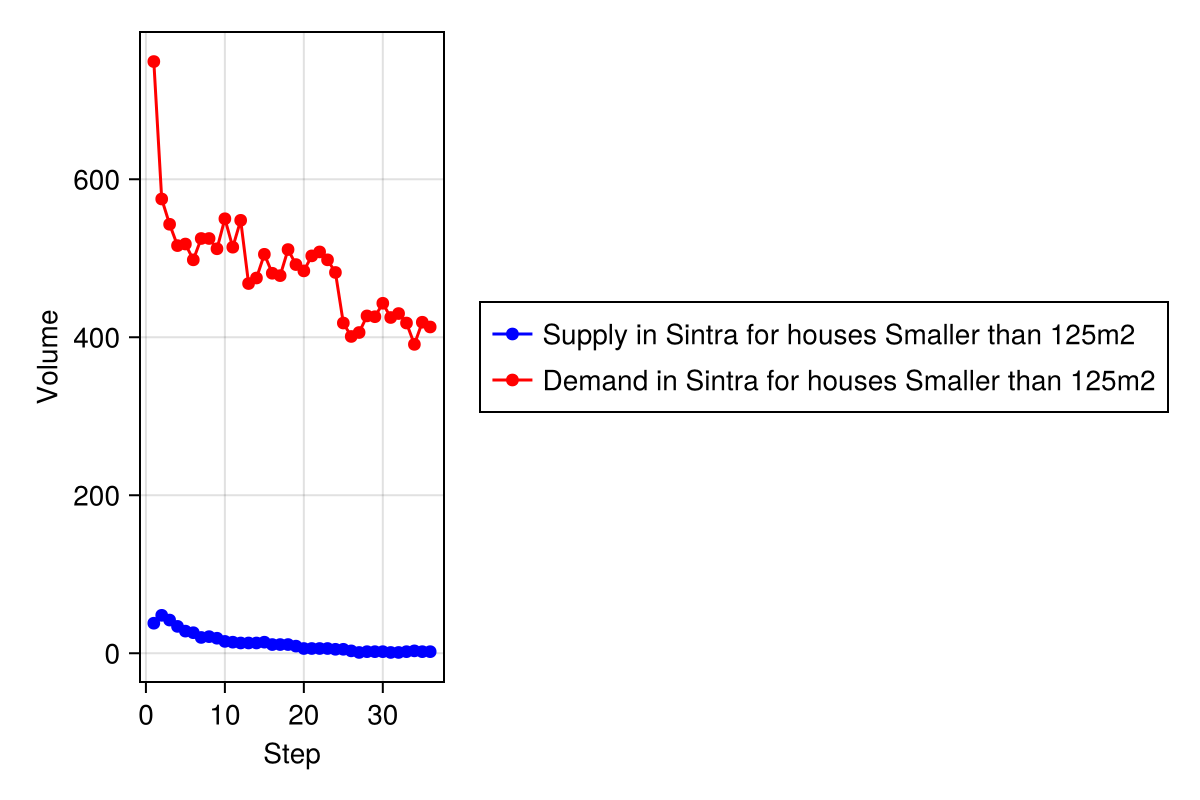 Volume
600
400
200
0
0 10 20 30
Step
Supply in Sintra for houses Smaller than 125m2
Demand in Sintra for houses Smaller than 125m2